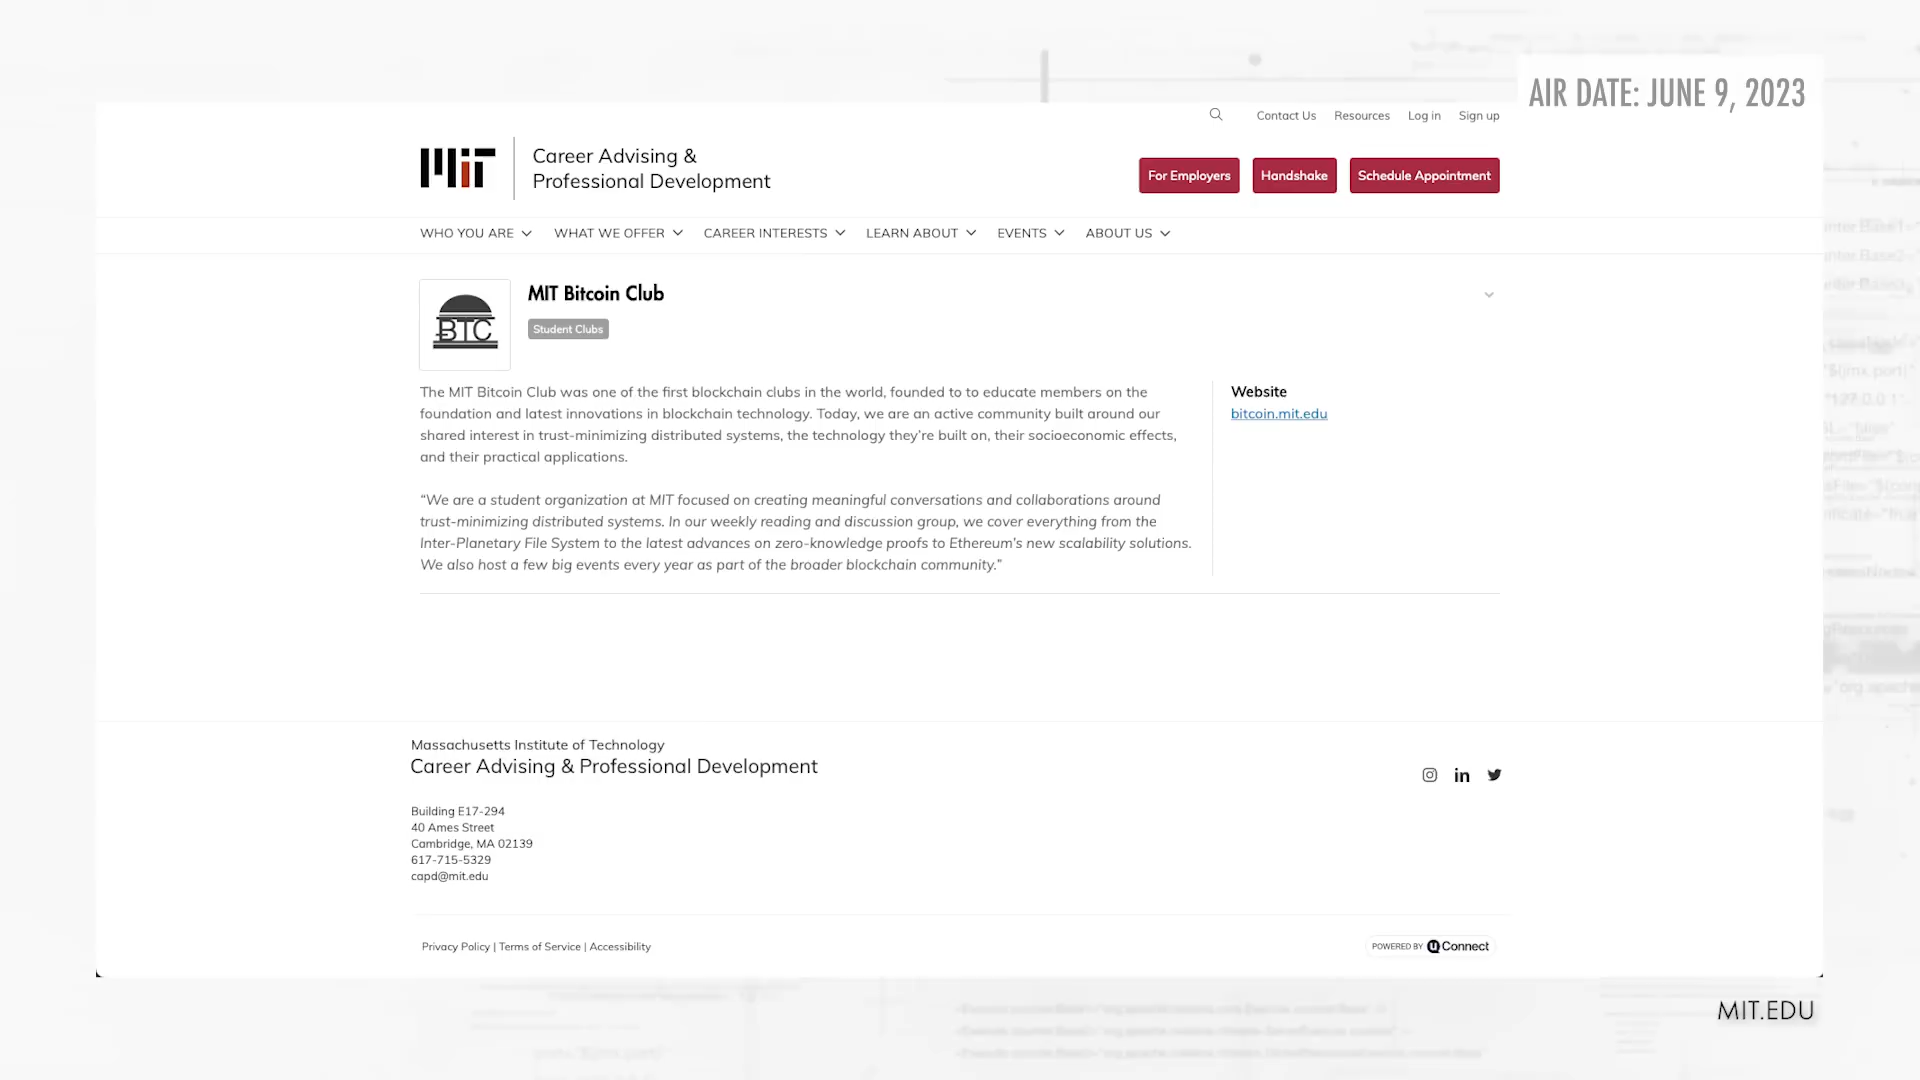 AIR DATE: JUNE 9, 2023
Contact Us Resources Log in Sign up
MIT
Career Advising &
Professional Development
For Employers Handshake Schedule Appointment
WHO YOU ARE WHAT WE OFFER CAREER INTERESTS LEARN ABOUT EVENTS ABOUT US
BTC
MIT Bitcoin Club
Student Clubs
The MIT Bitcoin Club was one of the first blockchain clubs in the world, founded to to educate members on the
foundation and latest innovations in blockchain technology. Today, we are an active community built around our
shared interest in trust-minimizing distributed systems, the technology they’re built on, their socioeconomic effects,
and their practical applications.
“We are a student organization at MIT focused on creating meaningful conversations and collaborations around
trust-minimizing distributed systems. In our weekly reading and discussion group, we cover everything from the
Inter-Planetary File System to the latest advances on zero-knowledge proofs to Ethereum’s new scalability solutions.
We also host a few big events every year as part of the broader blockchain community.”
Website
bitcoin.mit.edu
Massachusetts Institute of Technology
Career Advising & Professional Development
Building E17-294
40 Ames Street
Cambridge, MA 02139
617-715-5329
capd@mit.edu
in
Privacy Policy | Terms of Service | Accessibility
POWERED BY uConnect
MIT.EDU